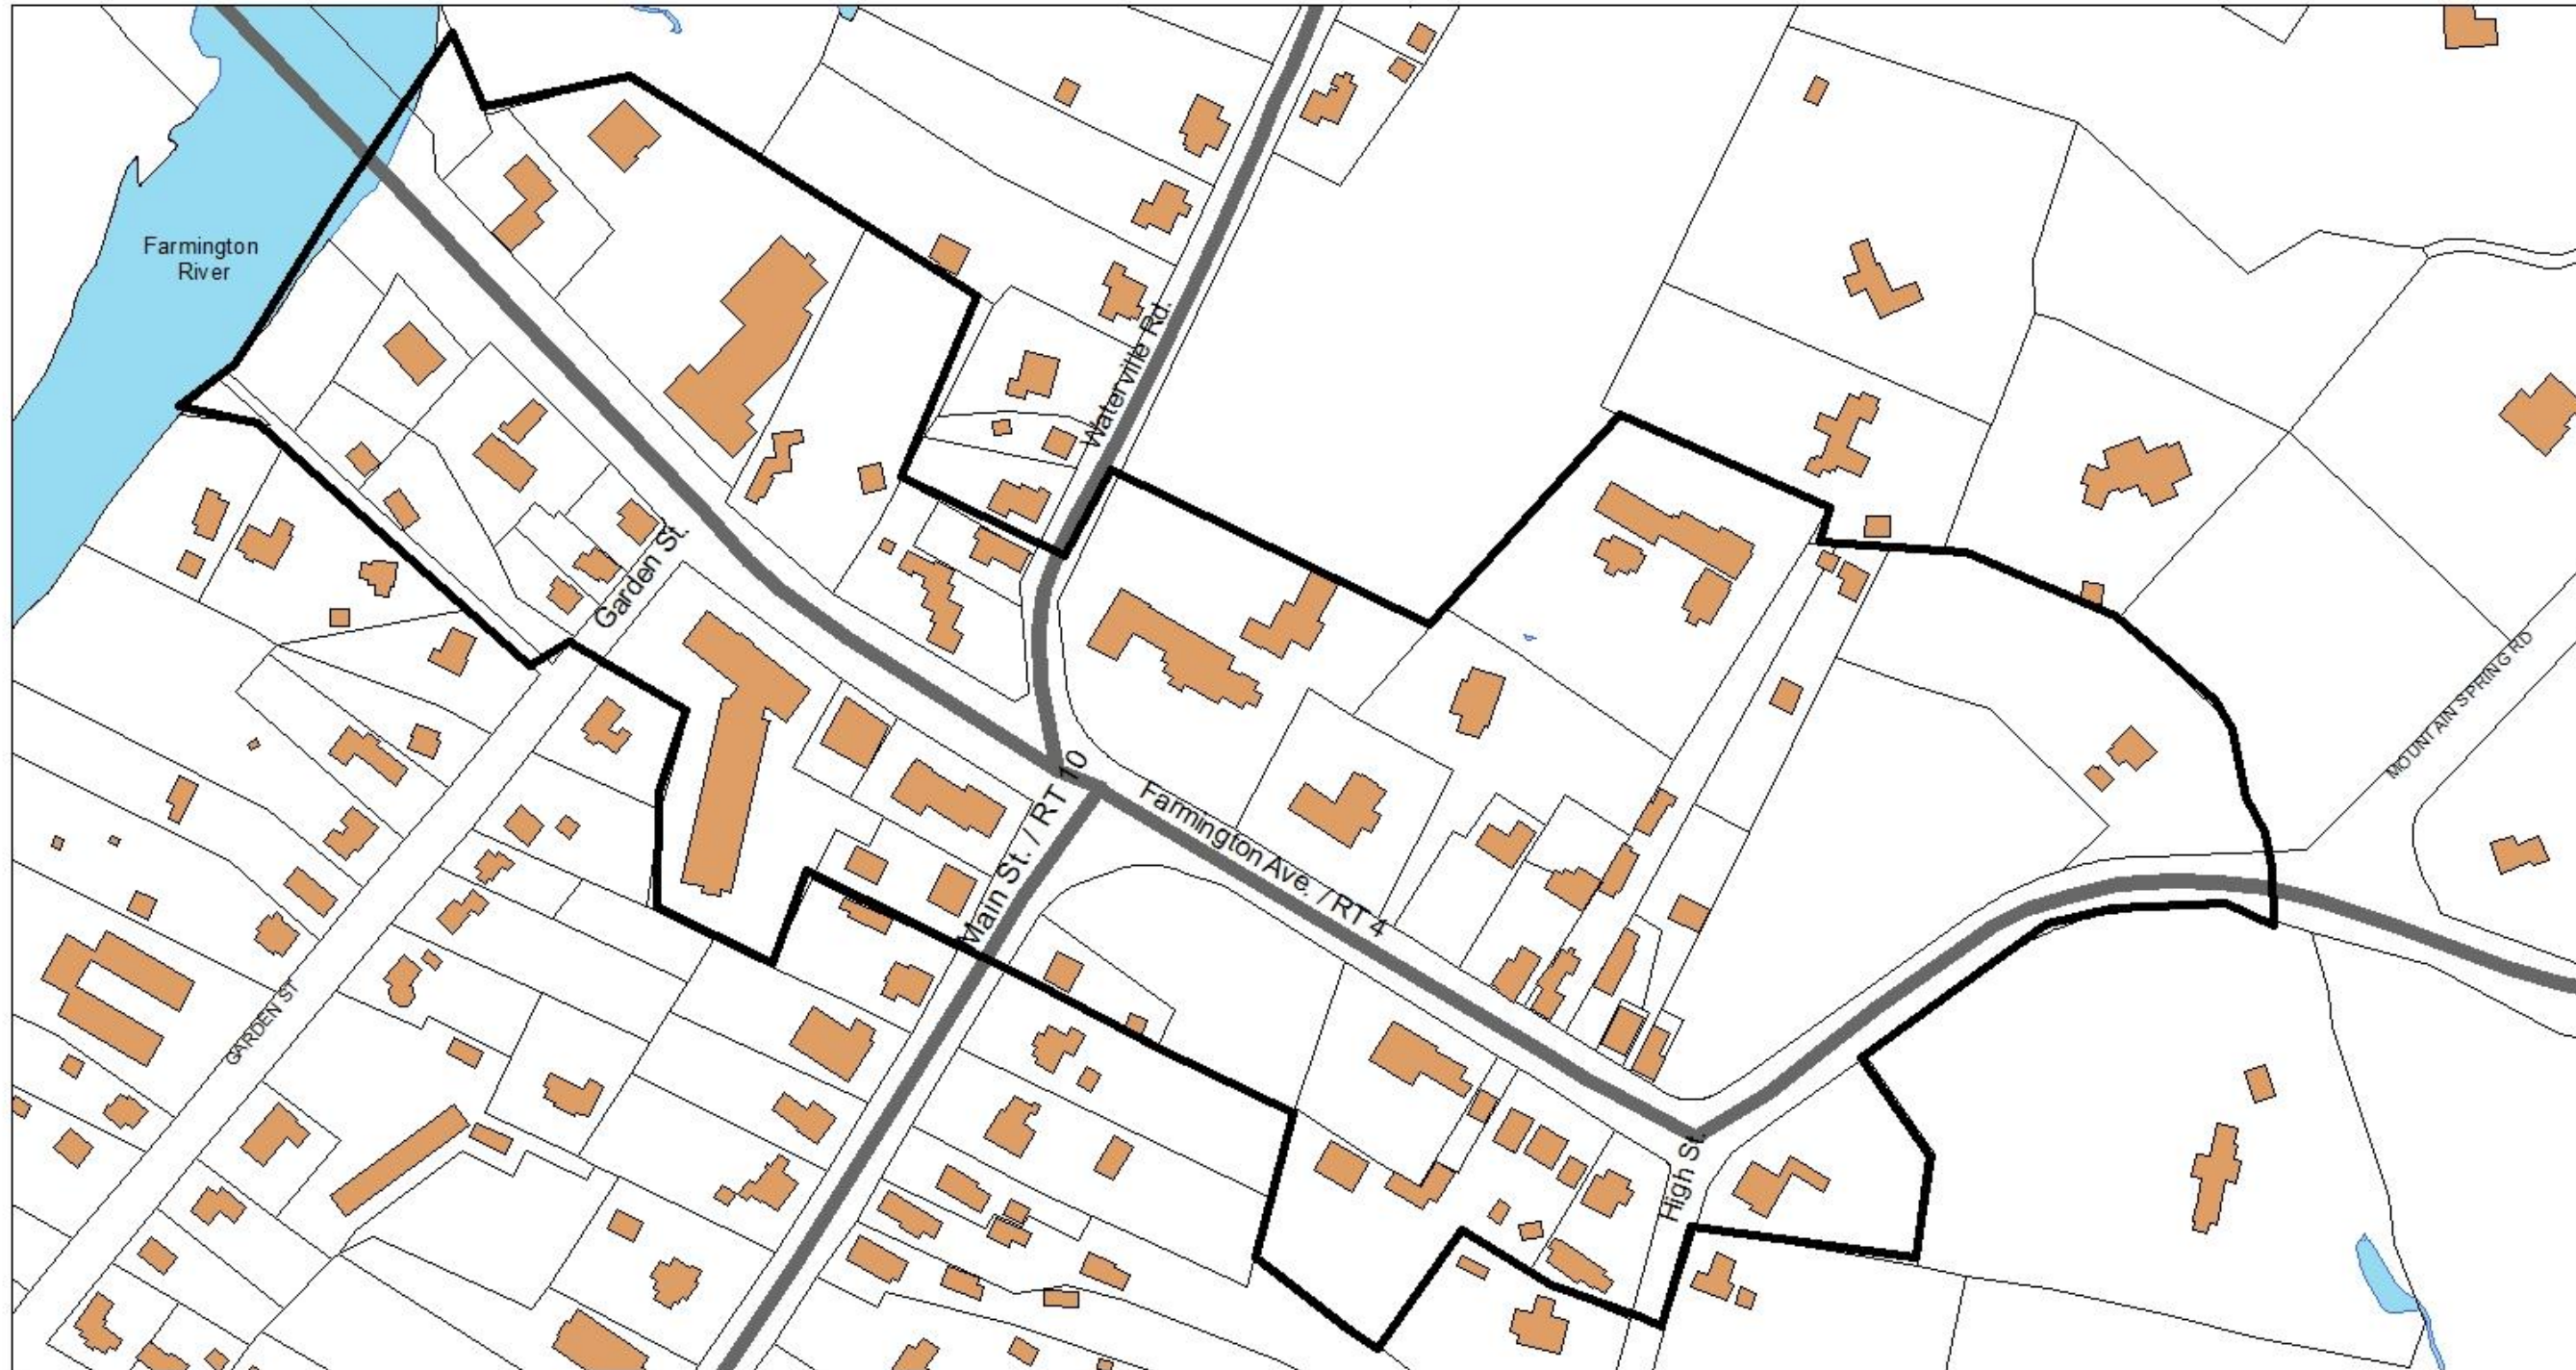 Farmington
River
Waterville Rd.
Garden St.
MOUNTAIN SPRING RD
Main St. / RT 10
Farmington Ave. / RT 4
GARDEN ST
High St.